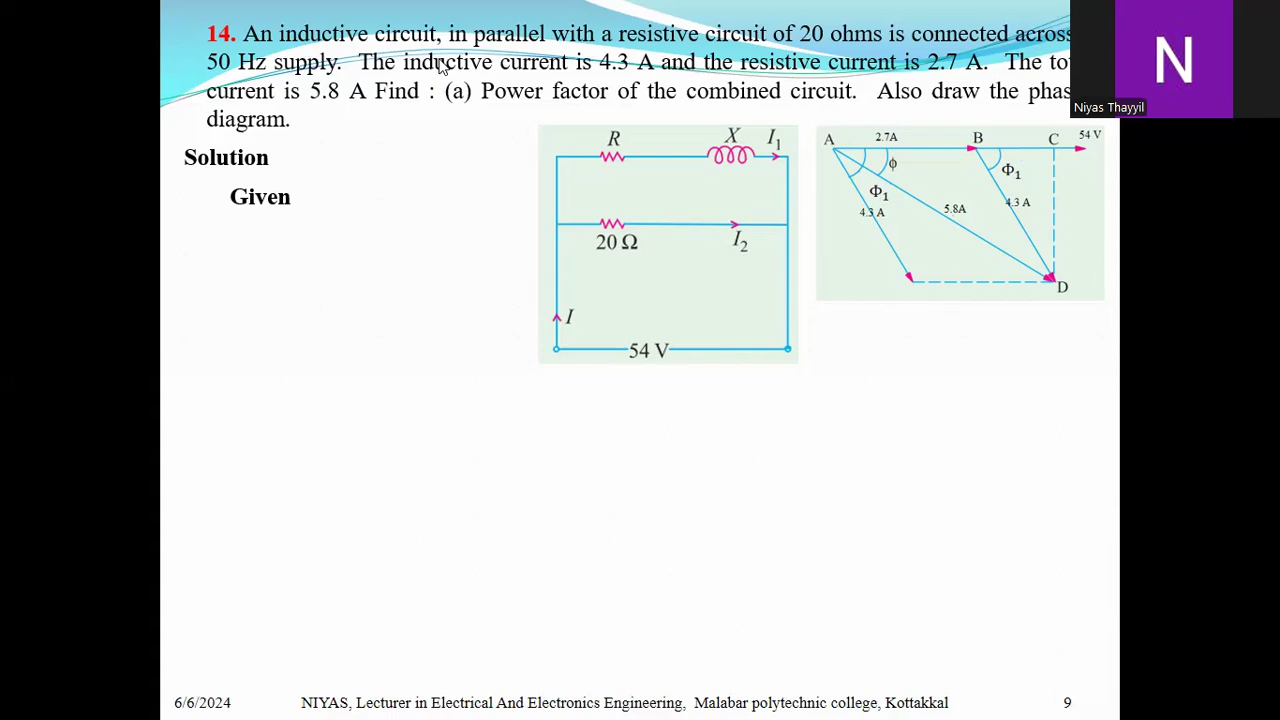 14. An inductive circuit, in parallel with a resistive circuit of 20 ohms is connected across
50 Hz supply. The inductive current is 4.3 A and the resistive current is 2.7 A. The
current is 5.8 A Find : (a) Power factor of the combined circuit. Also draw the
diagram.
Solution
Given
R X I1
20 Ω I2
I
54 V
A 2.7A B C 54 V
ϕ Φ1
Φ1
4.3 A 5.8A 4.3 A
D
N
Niyas Thayyil
6/6/2024 NIYAS, Lecturer in Electrical And Electronics Engineering, Malabar polytechnic college, Kottakkal 9